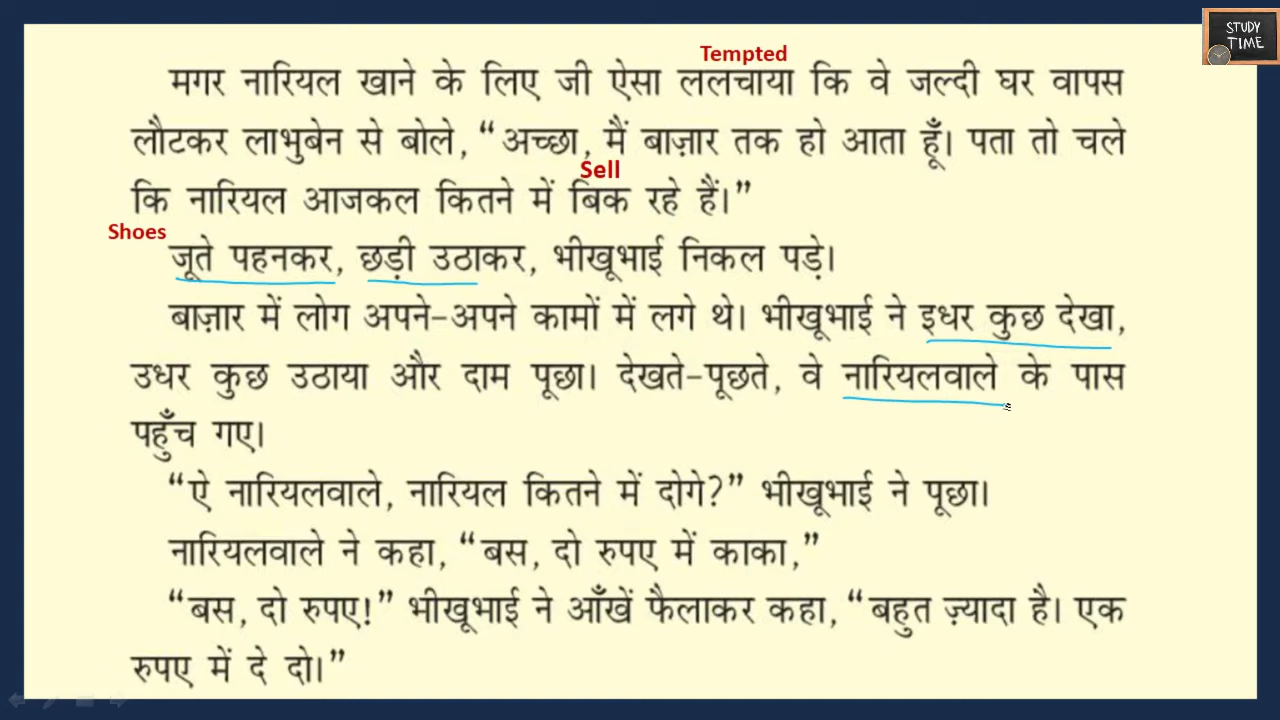 STUDY
TIME
Tempted
मगर नारियल खाने के लिए जी ऐसा ललचाया कि वे जल्दी घर वापस
लौटकर लाभुबेन से बोले, “अच्छा, मैं बाज़ार तक हो आता हूँ। पता तो चले
Sell
कि नारियल आजकल कितने में बिक रहे हैं।”
Shoes
जूते पहनकर, छड़ी उठाकर, भीखूभाई निकल पड़े।
बाज़ार में लोग अपने-अपने कामों में लगे थे। भीखूभाई ने इधर कुछ देखा,
उधर कुछ उठाया और दाम पूछा। देखते-पूछते, वे नारियलवाले के पास
पहुँच गए।
“ऐ नारियलवाले, नारियल कितने में दोगे?” भीखूभाई ने पूछा।
नारियलवाले ने कहा, “बस, दो रुपए में काका,”
“बस, दो रुपए!” भीखूभाई ने आँखें फैलाकर कहा, “बहुत ज़्यादा है। एक
रुपए में दे दो।”